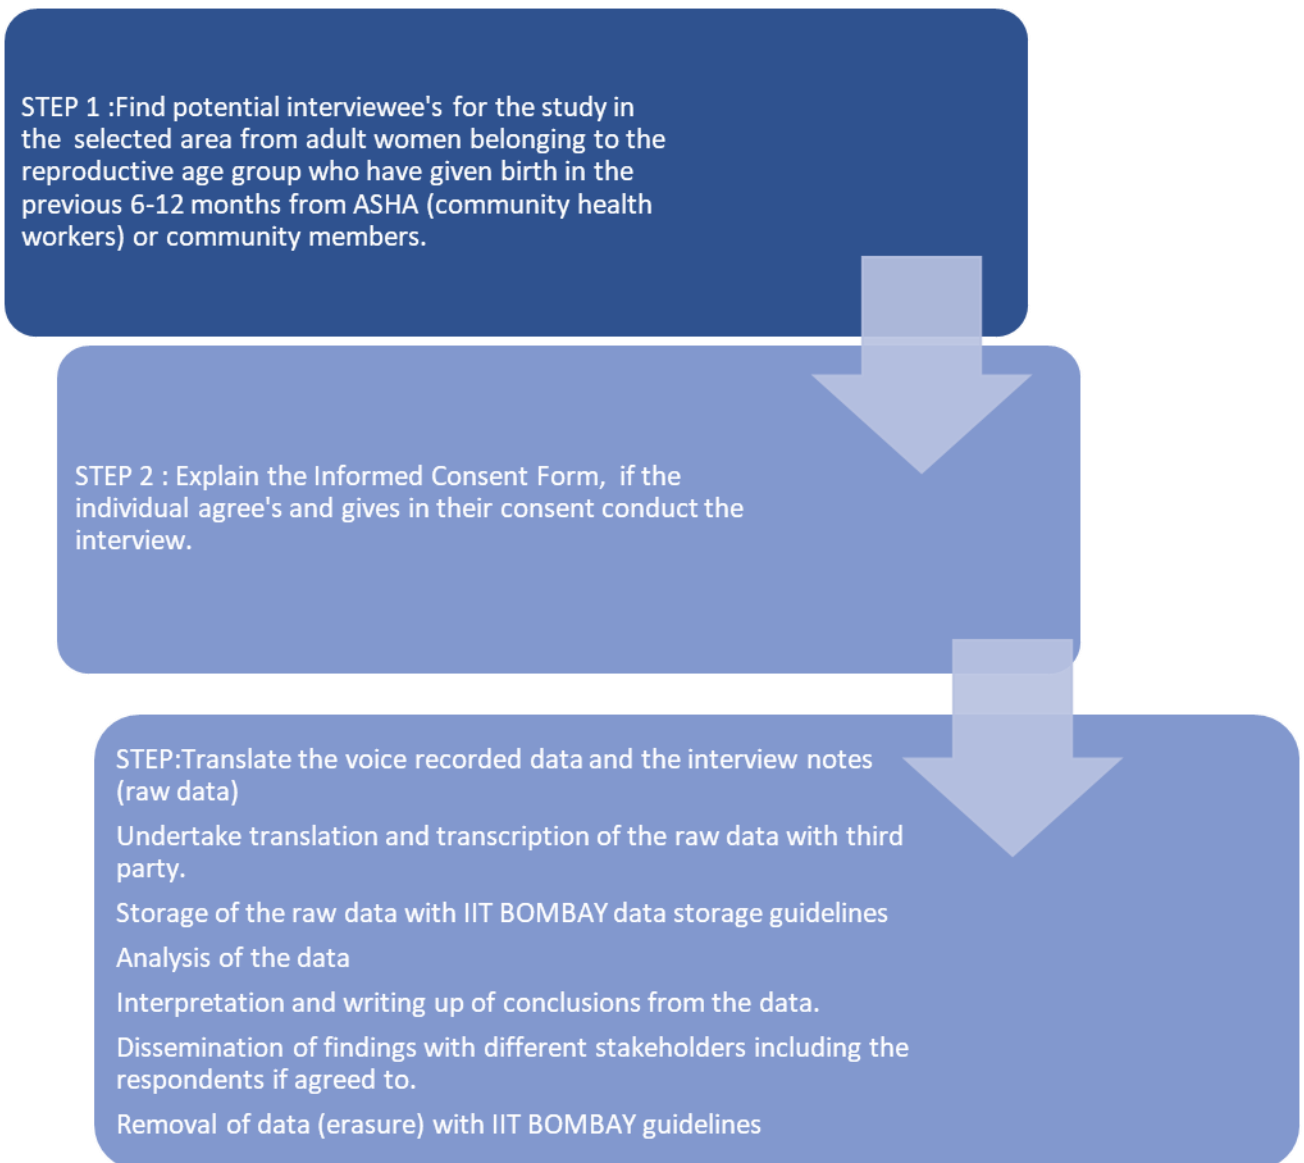 STEP 1 :Find potential interviewee's for the study in
the selected area from adult women belonging to the
reproductive age group who have given birth in the
previous 6-12 months from ASHA (community health
workers) or community members.
STEP 2 : Explain the Informed Consent Form, if the
individual agree's and gives in their consent conduct the
interview.
STEP:Translate the voice recorded data and the interview notes
(raw data)
Undertake translation and transcription of the raw data with third
party.
Storage of the raw data with IIT BOMBAY data storage guidelines
Analysis of the data
Interpretation and writing up of conclusions from the data.
Dissemination of findings with different stakeholders including the
respondents if agreed to.
Removal of data (erasure) with IIT BOMBAY guidelines